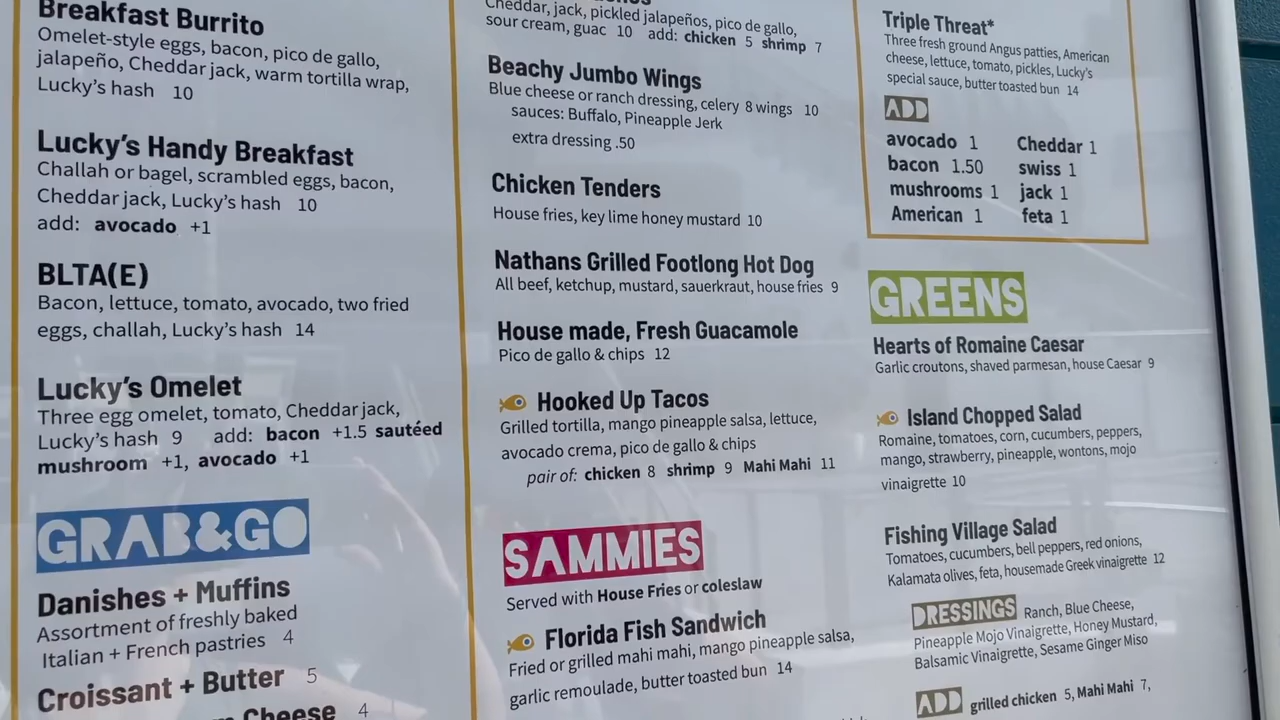 Breakfast Burrito
Omelet-style eggs, bacon, pico de gallo,
jalapeño, Cheddar jack, warm tortilla wrap,
Lucky's hash 10
Lucky's Handy Breakfast
Challah or bagel, scrambled eggs, bacon,
Cheddar jack, Lucky's hash 10
add: avocado +1
BLTA(E)
Bacon, lettuce, tomato, avocado, two fried
eggs, challah, Lucky's hash 14
Lucky's Omelet
Three egg omelet, tomato, Cheddar jack,
Lucky's hash 9 add: bacon +1.5 sautéed
mushroom +1, avocado +1
GRAB&GO
Danishes + Muffins
Assortment of freshly baked
Italian + French pastries 4
Croissant + Butter 5
Cheese 4
Cheddar, jack, pickled jalapeños, pico de gallo,
sour cream, guac 10 add: chicken 5 shrimp 7
Beachy Jumbo Wings
Blue cheese or ranch dressing, celery 8 wings 10
sauces: Buffalo, Pineapple Jerk
extra dressing .50
Chicken Tenders
House fries, key lime honey mustard 10
Nathans Grilled Footlong Hot Dog
All beef, ketchup, mustard, sauerkraut, house fries 9
House made, Fresh Guacamole
Pico de gallo & chips 12
Hooked Up Tacos
Grilled tortilla, mango pineapple salsa, lettuce,
avocado crema, pico de gallo & chips
pair of: chicken 8 shrimp 9 Mahi Mahi 11
SAMMIES
Served with House Fries or coleslaw
Florida Fish Sandwich
Fried or grilled mahi mahi, mango pineapple salsa,
garlic remoulade, butter toasted bun 14
Triple Threat*
Three fresh ground Angus patties, American
cheese, lettuce, tomato, pickles, Lucky's
special sauce, butter toasted bun 14
ADD
avocado 1 Cheddar 1
bacon 1.50 swiss 1
mushrooms 1 jack 1
American 1 feta 1
GREENS
Hearts of Romaine Caesar
Garlic croutons, shaved parmesan, house Caesar 9
Island Chopped Salad
Romaine, tomatoes, corn, cucumbers, peppers,
mango, strawberry, pineapple, wontons, mojo
vinaigrette 10
Fishing Village Salad
Tomatoes, cucumbers, bell peppers, red onions,
Kalamata olives, feta, housemade Greek vinaigrette 12
DRESSINGS Ranch, Blue Cheese,
Pineapple Mojo Vinaigrette, Honey Mustard,
Balsamic Vinaigrette, Sesame Ginger Miso
ADD grilled chicken 5, Mahi Mahi 7,